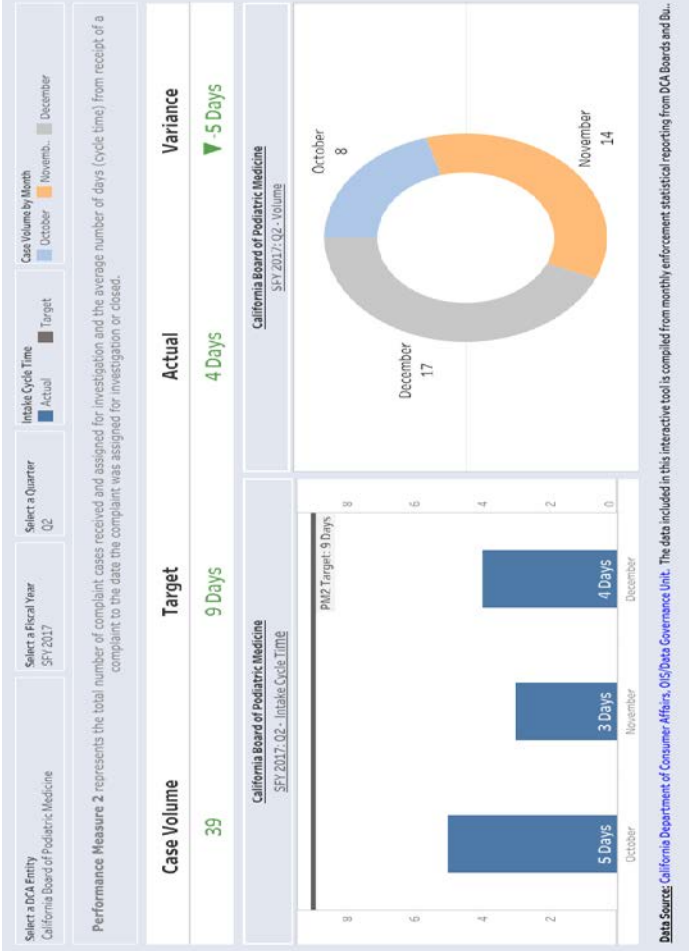 Select a DCA Entity
California Board of Podiatric Medicine
Select a Fiscal Year
SFY 2017
Select a Quarter
Q2
Intake Cycle Time
Actual
Target
Case Volume by Month
October
Novemb..
December
Performance Measure 2 represents the total number of complaint cases received and assigned for investigation and the average number of days (cycle time) from receipt of a
complaint to the date the complaint was assigned for investigation or closed.
Case Volume
Target
Actual
Variance
39
9 Days
4 Days
▼ -5 Days
California Board of Podiatric Medicine
SFY 2017: Q2 - Intake Cycle Time
8
6
4
2
PM2 Target: 9 Days
5 Days
3 Days
4 Days
8
6
4
2
0
October
November
December
California Board of Podiatric Medicine
SFY 2017: Q2 - Volume
October
8
December
17
November
14
Data Source: California Department of Consumer Affairs, OIS/Data Governance Unit. The data included in this interactive tool is compiled from monthly enforcement statistical reporting from DCA Boards and Bu..